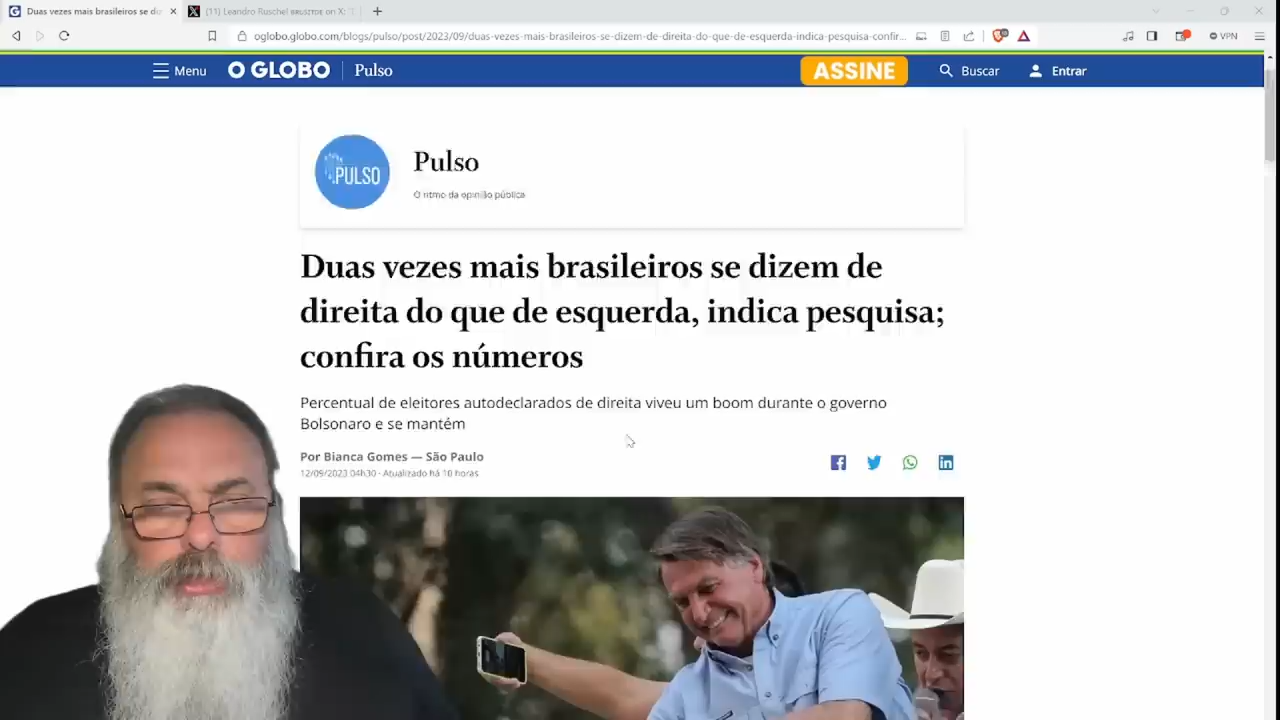 Duas vezes mais brasileiros se di
(11) Leandro Ruschel
on X:
oglobo.globo.com/blogs/pulso/post/2023/09/duas-vezes-mais-brasileiros-se-dizem-de-direita-do-que-de-esquerda-indica-pesquisa-confir...
VPN
Menu
O GLOBO
Pulso
ASSINE
Buscar
Entrar
PULSO
Pulso
O ritmo da opinião pública
Duas vezes mais brasileiros se dizem de
direita do que de esquerda, indica pesquisa;
confira os números
Percentual de eleitores autodeclarados de direita viveu um boom durante o governo
Bolsonaro e se mantém
Por Bianca Gomes — São Paulo
12/09/2023 04h30 · Atualizado há 10 horas